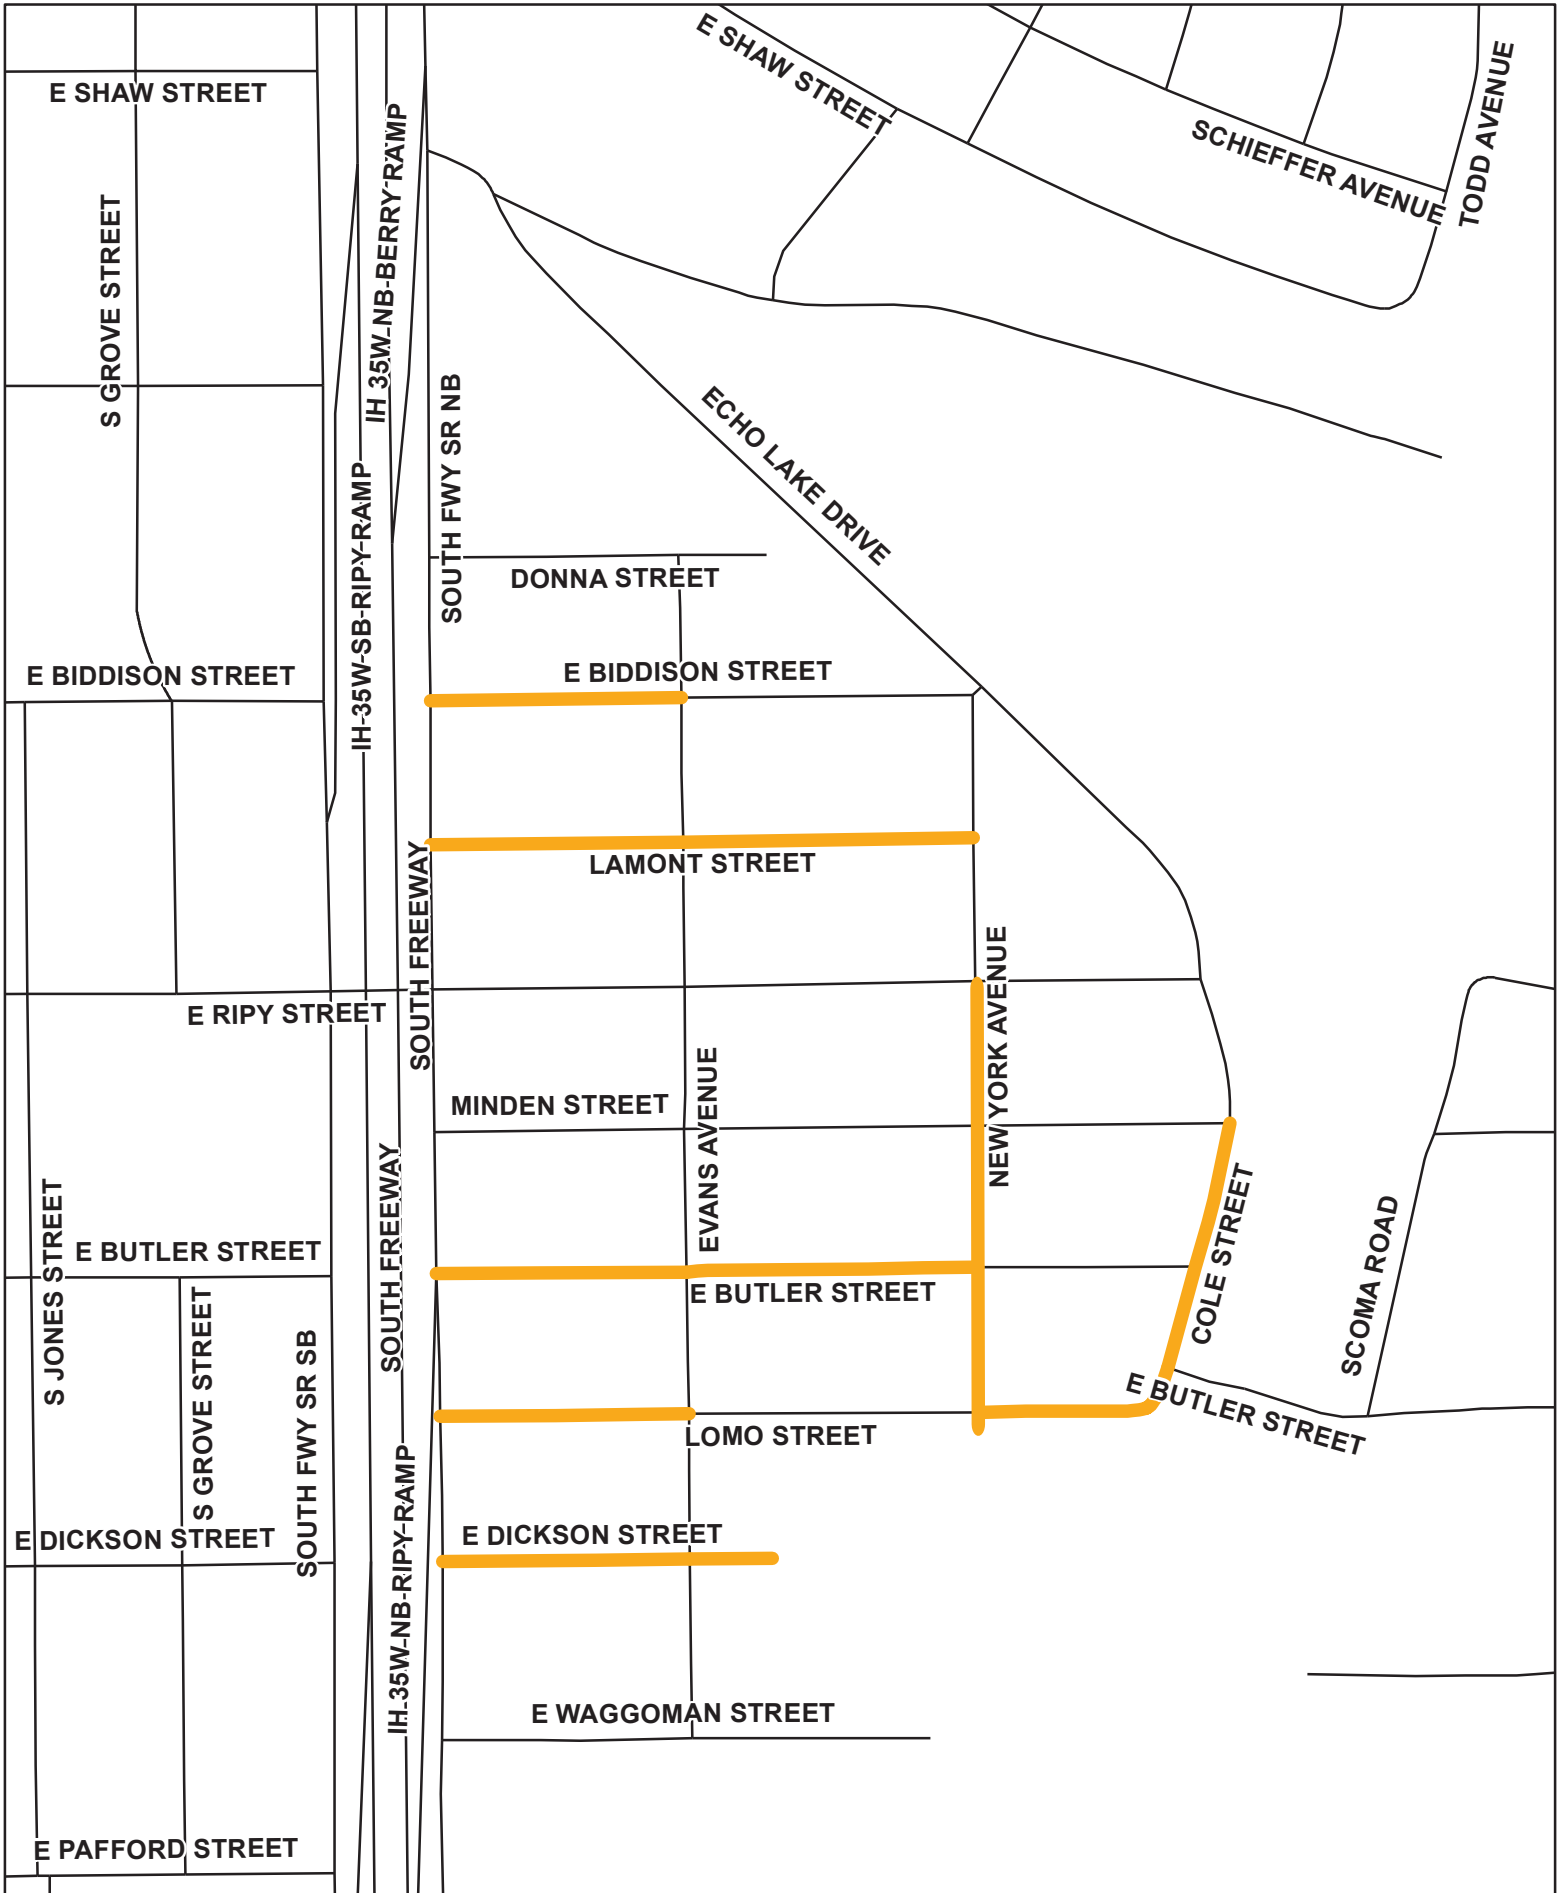 E SHAW STREET
E SHAW STREET
SCHIEFFER AVENUE
TODD AVENUE
S GROVE STREET
IH 35W-NB-BERRY-RAMP
SOUTH FWY SR NB
ECHO LAKE DRIVE
IH-35W-SB-RIPY-RAMP
DONNA STREET
E BIDDISON STREET
E BIDDISON STREET
LAMONT STREET
SOUTH FREEWAY
NEW YORK AVENUE
E RIPY STREET
MINDEN STREET
EVANS AVENUE
S JONES STREET
E BUTLER STREET
SOUTH FREEWAY
COLE STREET
SCOMA ROAD
E BUTLER STREET
S GROVE STREET
SOUTH FWY SR SB
E BUTLER STREET
LOMO STREET
IH-35W-NB-RIPY-RAMP
E DICKSON STREET
E DICKSON STREET
E WAGGOMAN STREET
E PAFFORD STREET